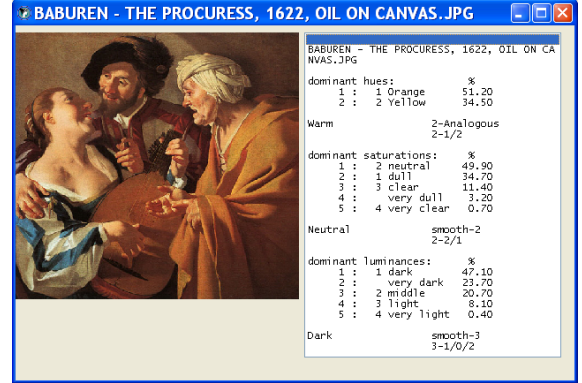 BABUREN - THE PROCURESS, 1622, OIL ON CANVAS.JPG
BABUREN - THE PROCURESS, 1622, OIL ON CA
NVAS.JPG
dominant hues: %
1 : 1 Orange 51.20
2 : 2 Yellow 34.50
Warm 2-Analogous
2-1/2
dominant saturations: %
1 : 2 neutral 49.90
2 : 1 dull 34.70
3 : 3 clear 11.40
4 : very dull 3.20
5 : 4 very clear 0.70
Neutral smooth-2
2-2/1
dominant luminances: %
1 : 1 dark 47.10
2 : very dark 23.70
3 : 2 middle 20.70
4 : 3 light 8.10
5 : 4 very light 0.40
Dark smooth-3
3-1/0/2